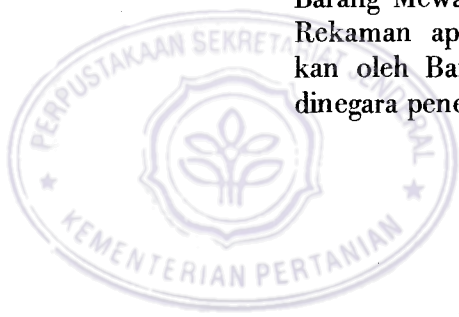 Barang Mewa
Rekaman ap
kan oleh Ba
dinegara pene
PERPUSTAKAAN SEKRETARIAT JENDERAL
KEMENTERIAN PERTANIAN